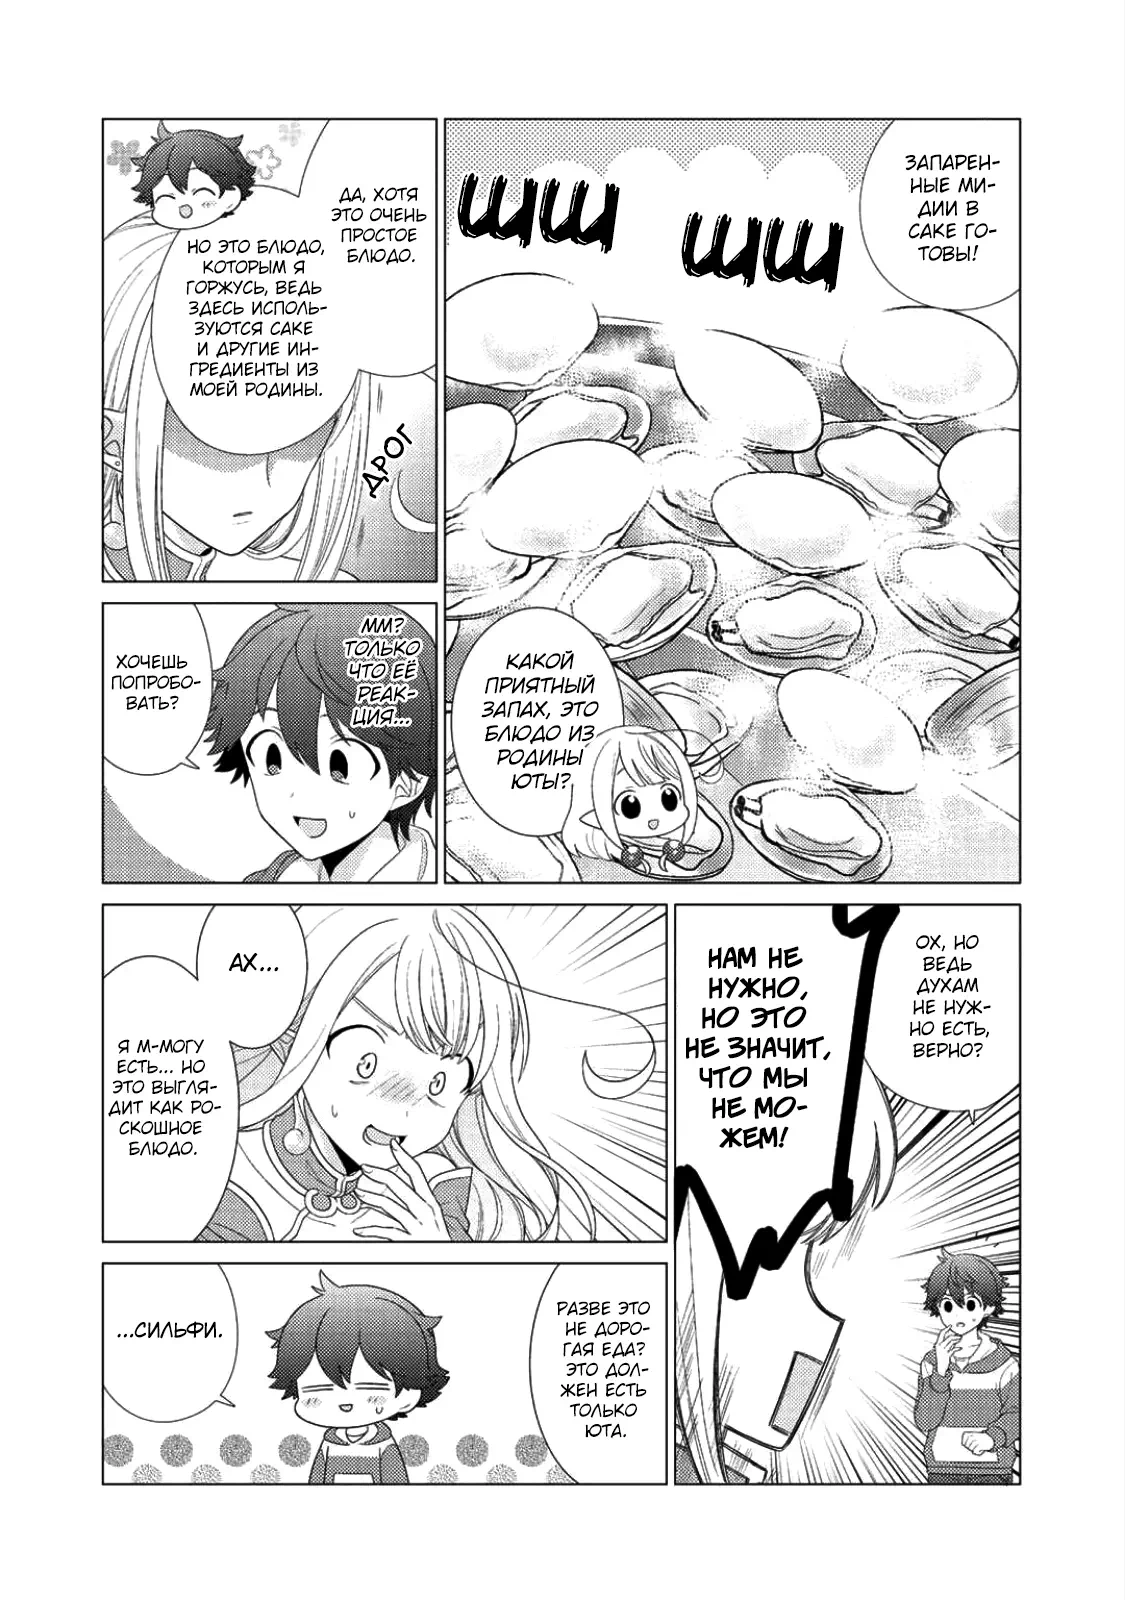 ЗАПАРЕН-
НЫЕ МИ-
ДИИ В
САКЕ ГО-
ТОВЫ!
ШШ
ШШ
КАКОЙ
ПРИЯТНЫЙ
ЗАПАХ, ЭТО
БЛЮДО ИЗ
РОДИНЫ
ЮТЫ?
ДА, ХОТЯ
ЭТО ОЧЕНЬ
ПРОСТОЕ
БЛЮДО.
НО ЭТО БЛЮДО,
КОТОРЫМ Я
ГОРЖУСЬ, ВЕДЬ
ЗДЕСЬ ИСПОЛЬ-
ЗУЮТСЯ САКЕ
И ДРУГИЕ ИН-
ГРЕДИЕНТЫ ИЗ
МОЕЙ РОДИНЫ.
ДРОГ
ММ?
ТОЛЬКО
ЧТО ЕЁ
РЕАК-
ЦИЯ...
ХОЧЕШЬ
ПОПРОБО-
ВАТЬ?
ОХ, НО
ВЕДЬ
ДУХАМ
НЕ НУЖ-
НО ЕСТЬ,
ВЕРНО?
НАМ НЕ
НУЖНО,
НО ЭТО
НЕ ЗНАЧИТ,
ЧТО МЫ
НЕ МО-
ЖЕМ!
АХ...
Я М-МОГУ
ЕСТЬ... НО
ЭТО ВЫГЛЯ-
ДИТ КАК РО-
СКОШНОЕ
БЛЮДО.
РАЗВЕ ЭТО
НЕ ДОРО-
ГАЯ ЕДА?
ЭТО ДОЛ-
ЖЕН ЕСТЬ
ТОЛЬКО
ЮТА.
...СИЛЬФИ.